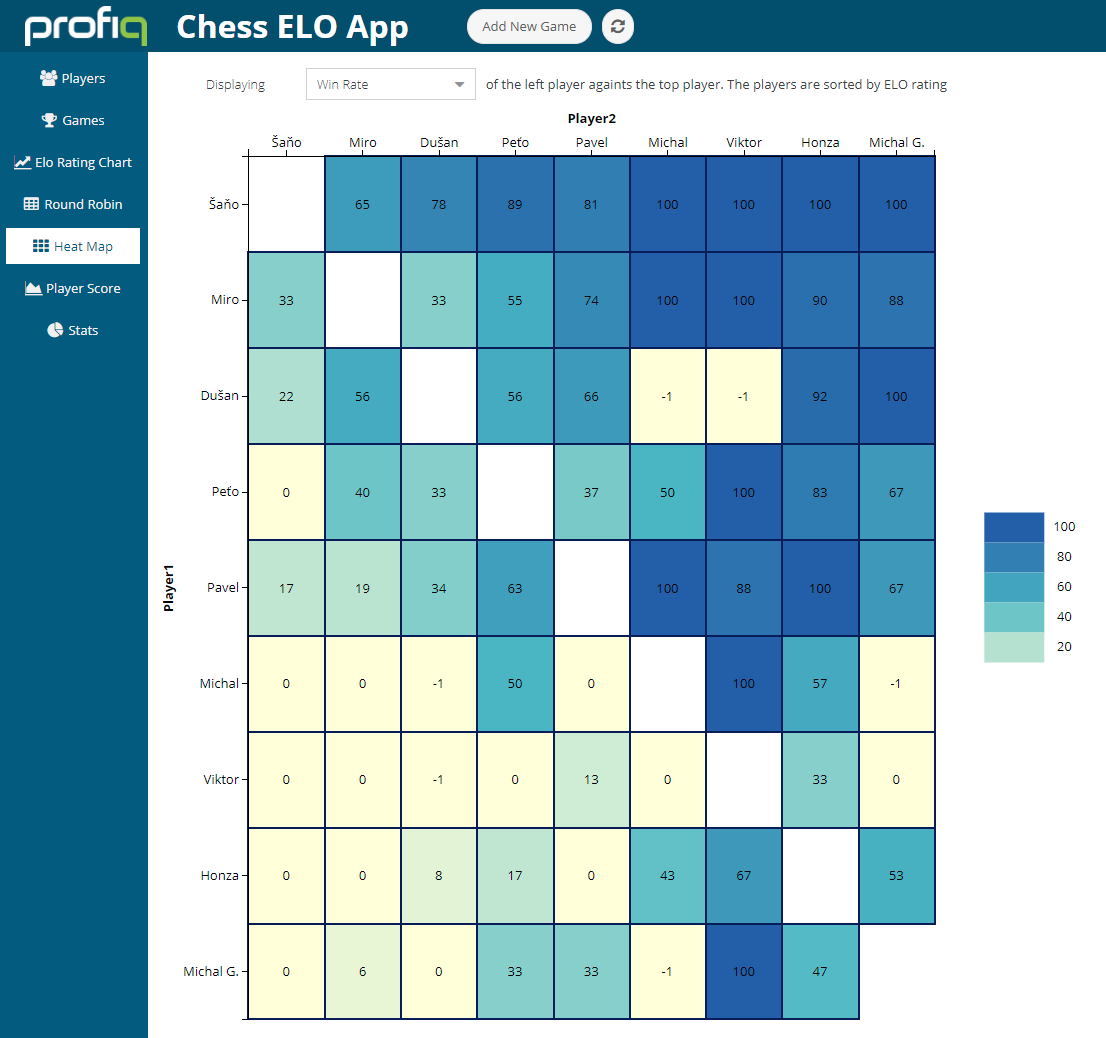 profiq Chess ELO App Add New Game
Players
Games
Elo Rating Chart
Round Robin
Heat Map
Player Score
Stats
Displaying Win Rate of the left player againts the top player. The players are sorted by ELO rating
Player2
Šaňo Miro Dušan Peťo Pavel Michal Viktor Honza Michal G.
Šaňo 65 78 89 81 100 100 100 100
Miro 33 33 55 74 100 100 90 88
Dušan 22 56 56 66 -1 -1 92 100
Peťo 0 40 33 37 50 100 83 67
Pavel 17 19 34 63 100 88 100 67
Michal 0 0 -1 50 0 100 57 -1
Viktor 0 0 -1 0 13 0 33 0
Honza 0 0 8 17 0 43 67 53
Michal G. 0 6 0 33 33 -1 100 47
Player1
100
80
60
40
20